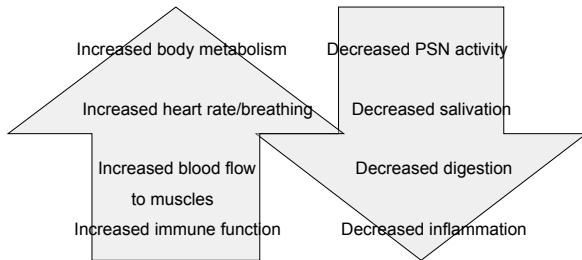 Increased body metabolism
Increased heart rate/breathing
Increased blood flow
to muscles
Increased immune function
Decreased PSN activity
Decreased salivation
Decreased digestion
Decreased inflammation